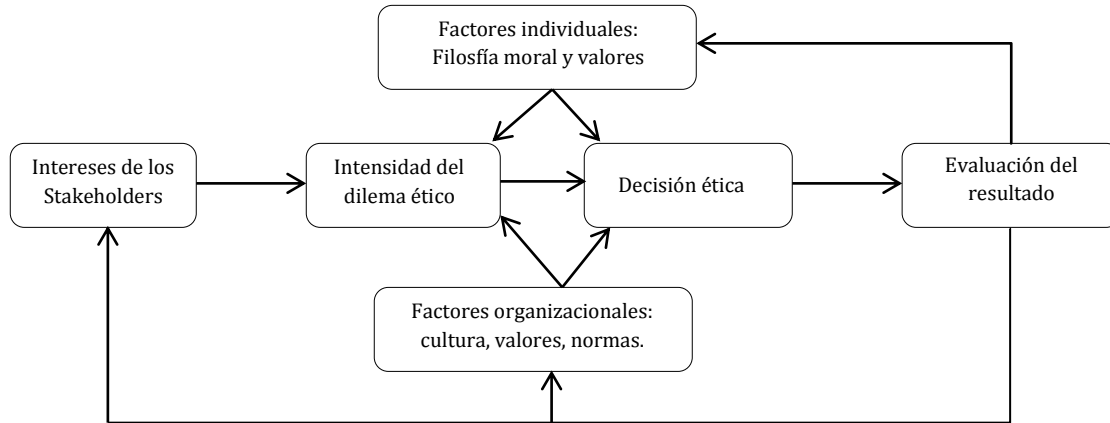 Factores individuales:
Filosfía moral y valores
Intereses de los
Stakeholders
Intensidad del
dilema ético
Decisión ética
Evaluación del
resultado
Factores organizacionales:
cultura, valores, normas.